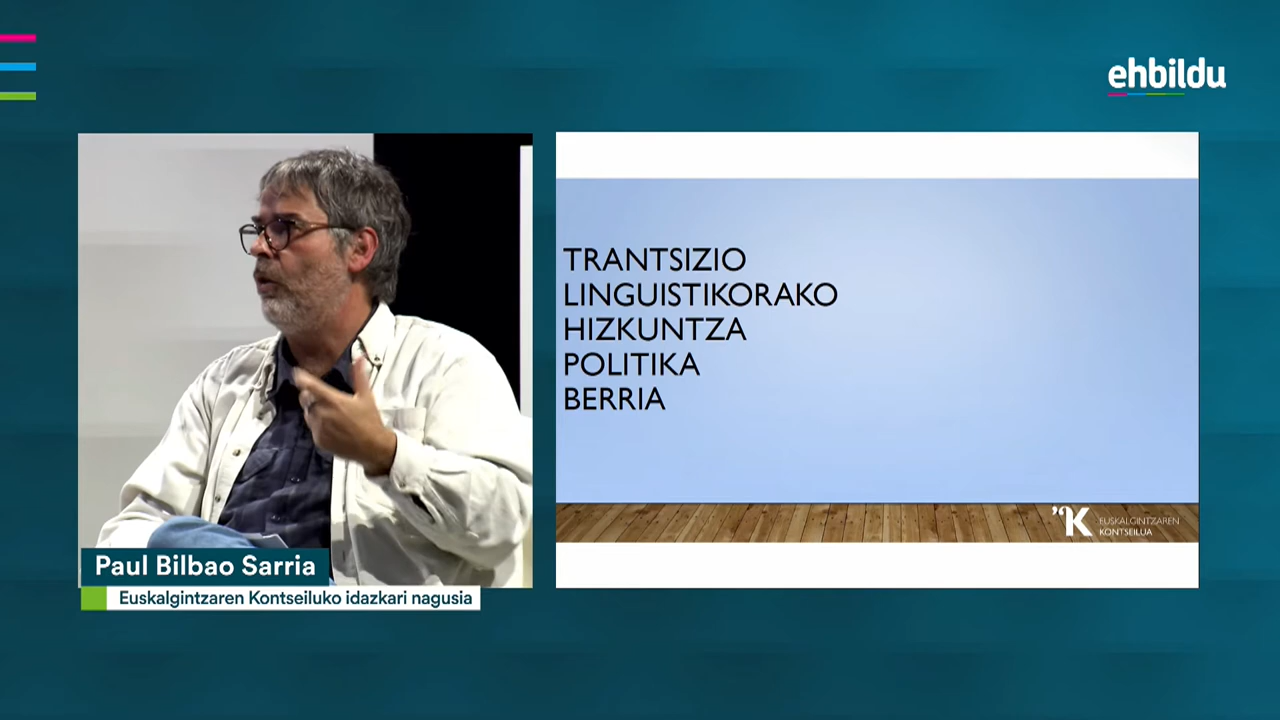 ehbildu
TRANTSIZIO
LINGUISTIKORAKO
HIZKUNTZA
POLITIKA
BERRIA
K EUSKALGINTZAREN
KONTSEILUA
Paul Bilbao Sarria
Euskalgintzaren Kontseiluko idazkari nagusia